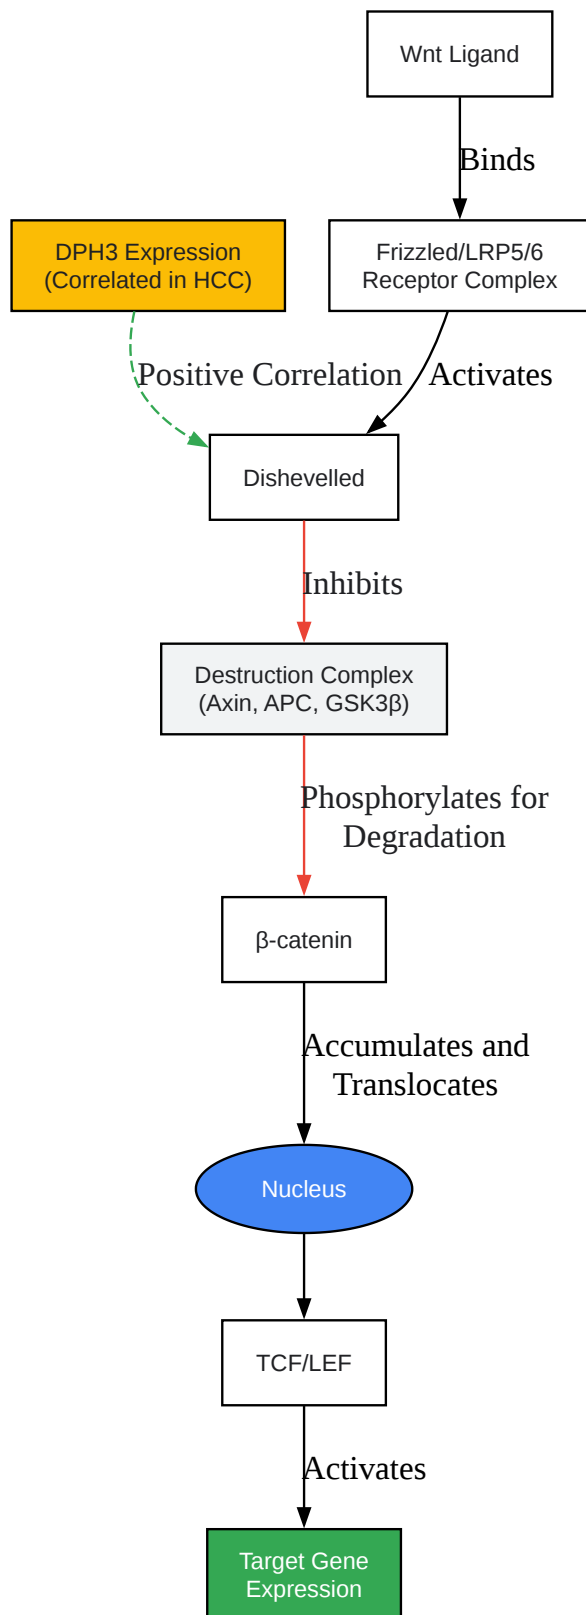 Wnt Ligand
Binds
DPH3 Expression
(Correlated in HCC)
Frizzled/LRP5/6
Receptor Complex
Positive Correlation
Activates
Dishevelled
Inhibits
Destruction Complex
(Axin, APC, GSK3β)
Phosphorylates for
Degradation
β-catenin
Accumulates and
Translocates
Nucleus
TCF/LEF
Activates
Target Gene
Expression